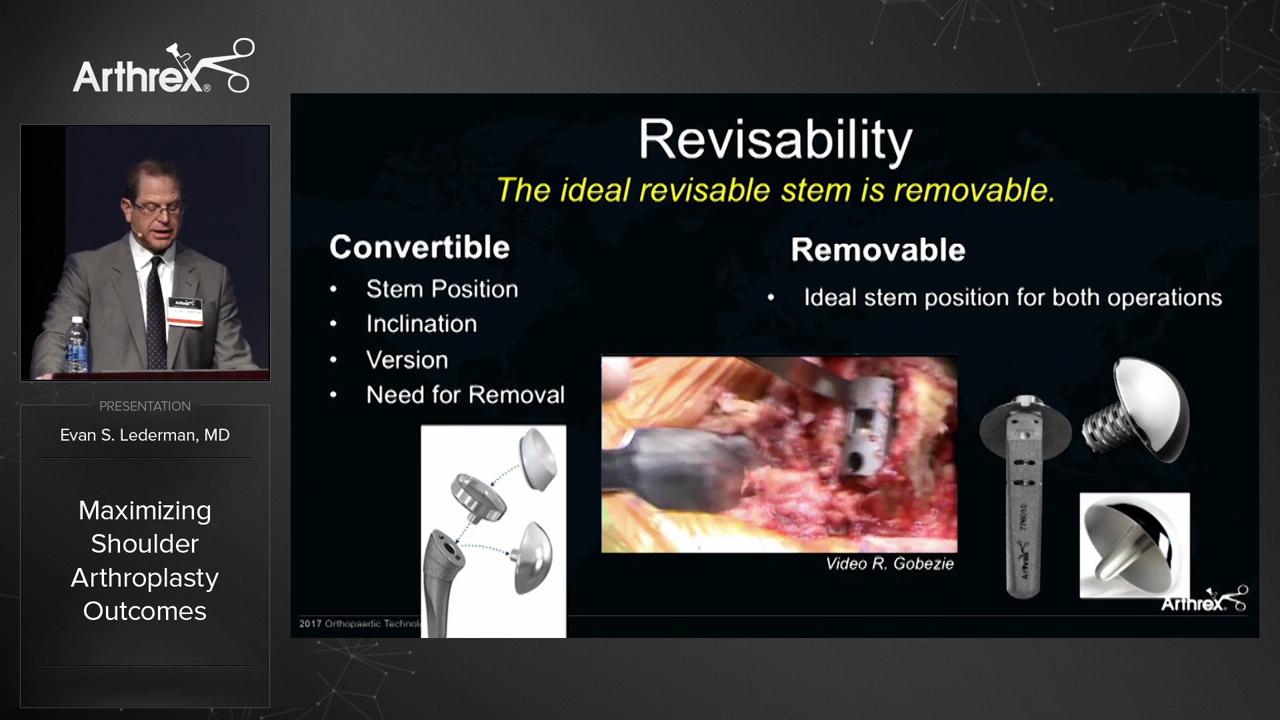 Arthrex®
PRESENTATION
Evan S. Lederman, MD
Maximizing
Shoulder
Arthroplasty
Outcomes
Revisability
The ideal revisable stem is removable.
Convertible
• Stem Position
• Inclination
• Version
• Need for Removal
Removable
• Ideal stem position for both operations
Video R. Gobezie
Arthrex
Arthrex
2017 Orthopaedic Technol